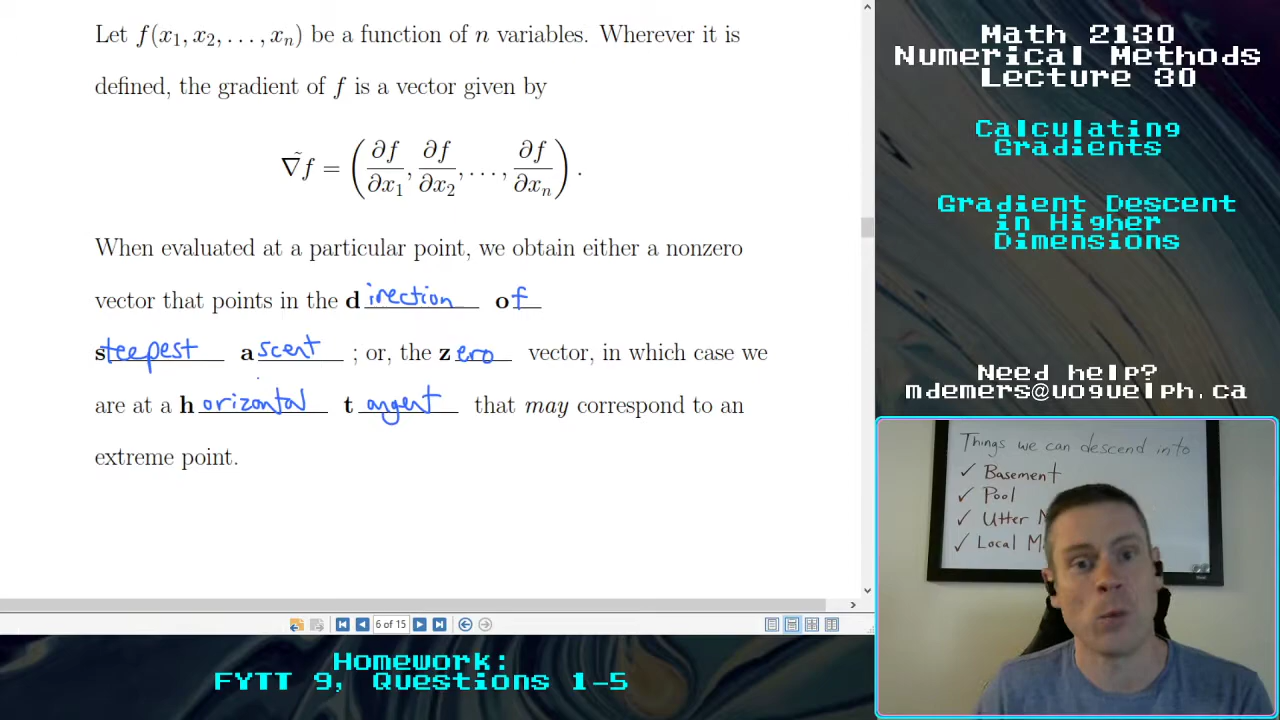 Let f(x₁, x₂, . . . , xₙ) be a function of n variables. Wherever it is
defined, the gradient of f is a vector given by
∇̃f = (∂f/∂x₁, ∂f/∂x₂, . . . , ∂f/∂xₙ).
When evaluated at a particular point, we obtain either a nonzero
vector that points in the direction of
steepest ascent ; or, the zero vector, in which case we
are at a horizontal tangent that may correspond to an
extreme point.
6 of 15
Homework:
FYTT 9, Questions 1-5
Math 2130
Numerical Methods
Lecture 30
Calculating
Gradients
Gradient Descent
in Higher
Dimensions
Need help?
mdemers@uoguelph.ca
Things we can descend into
✓ Basement
✓ Pool
✓ Utter
✓ Local